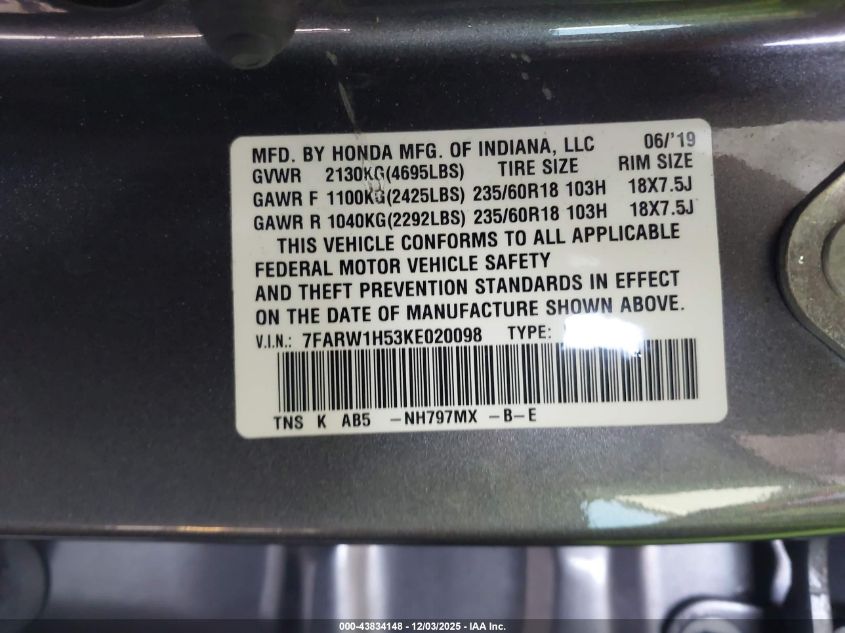 MFD. BY HONDA MFG. OF INDIANA, LLC 06/'19
GVWR 2130KG(4695LBS) TIRE SIZE RIM SIZE
GAWR F 1100KG(2425LBS) 235/60R18 103H 18X7.5J
GAWR R 1040KG(2292LBS) 235/60R18 103H 18X7.5J
THIS VEHICLE CONFORMS TO ALL APPLICABLE
FEDERAL MOTOR VEHICLE SAFETY
AND THEFT PREVENTION STANDARDS IN EFFECT
ON THE DATE OF MANUFACTURE SHOWN ABOVE.
V.I.N.: 7FARW1H53KE020098 TYPE:
TNS K AB5 -NH797MX -B-E
000-43834148 - 12/03/2025 - IAA Inc.